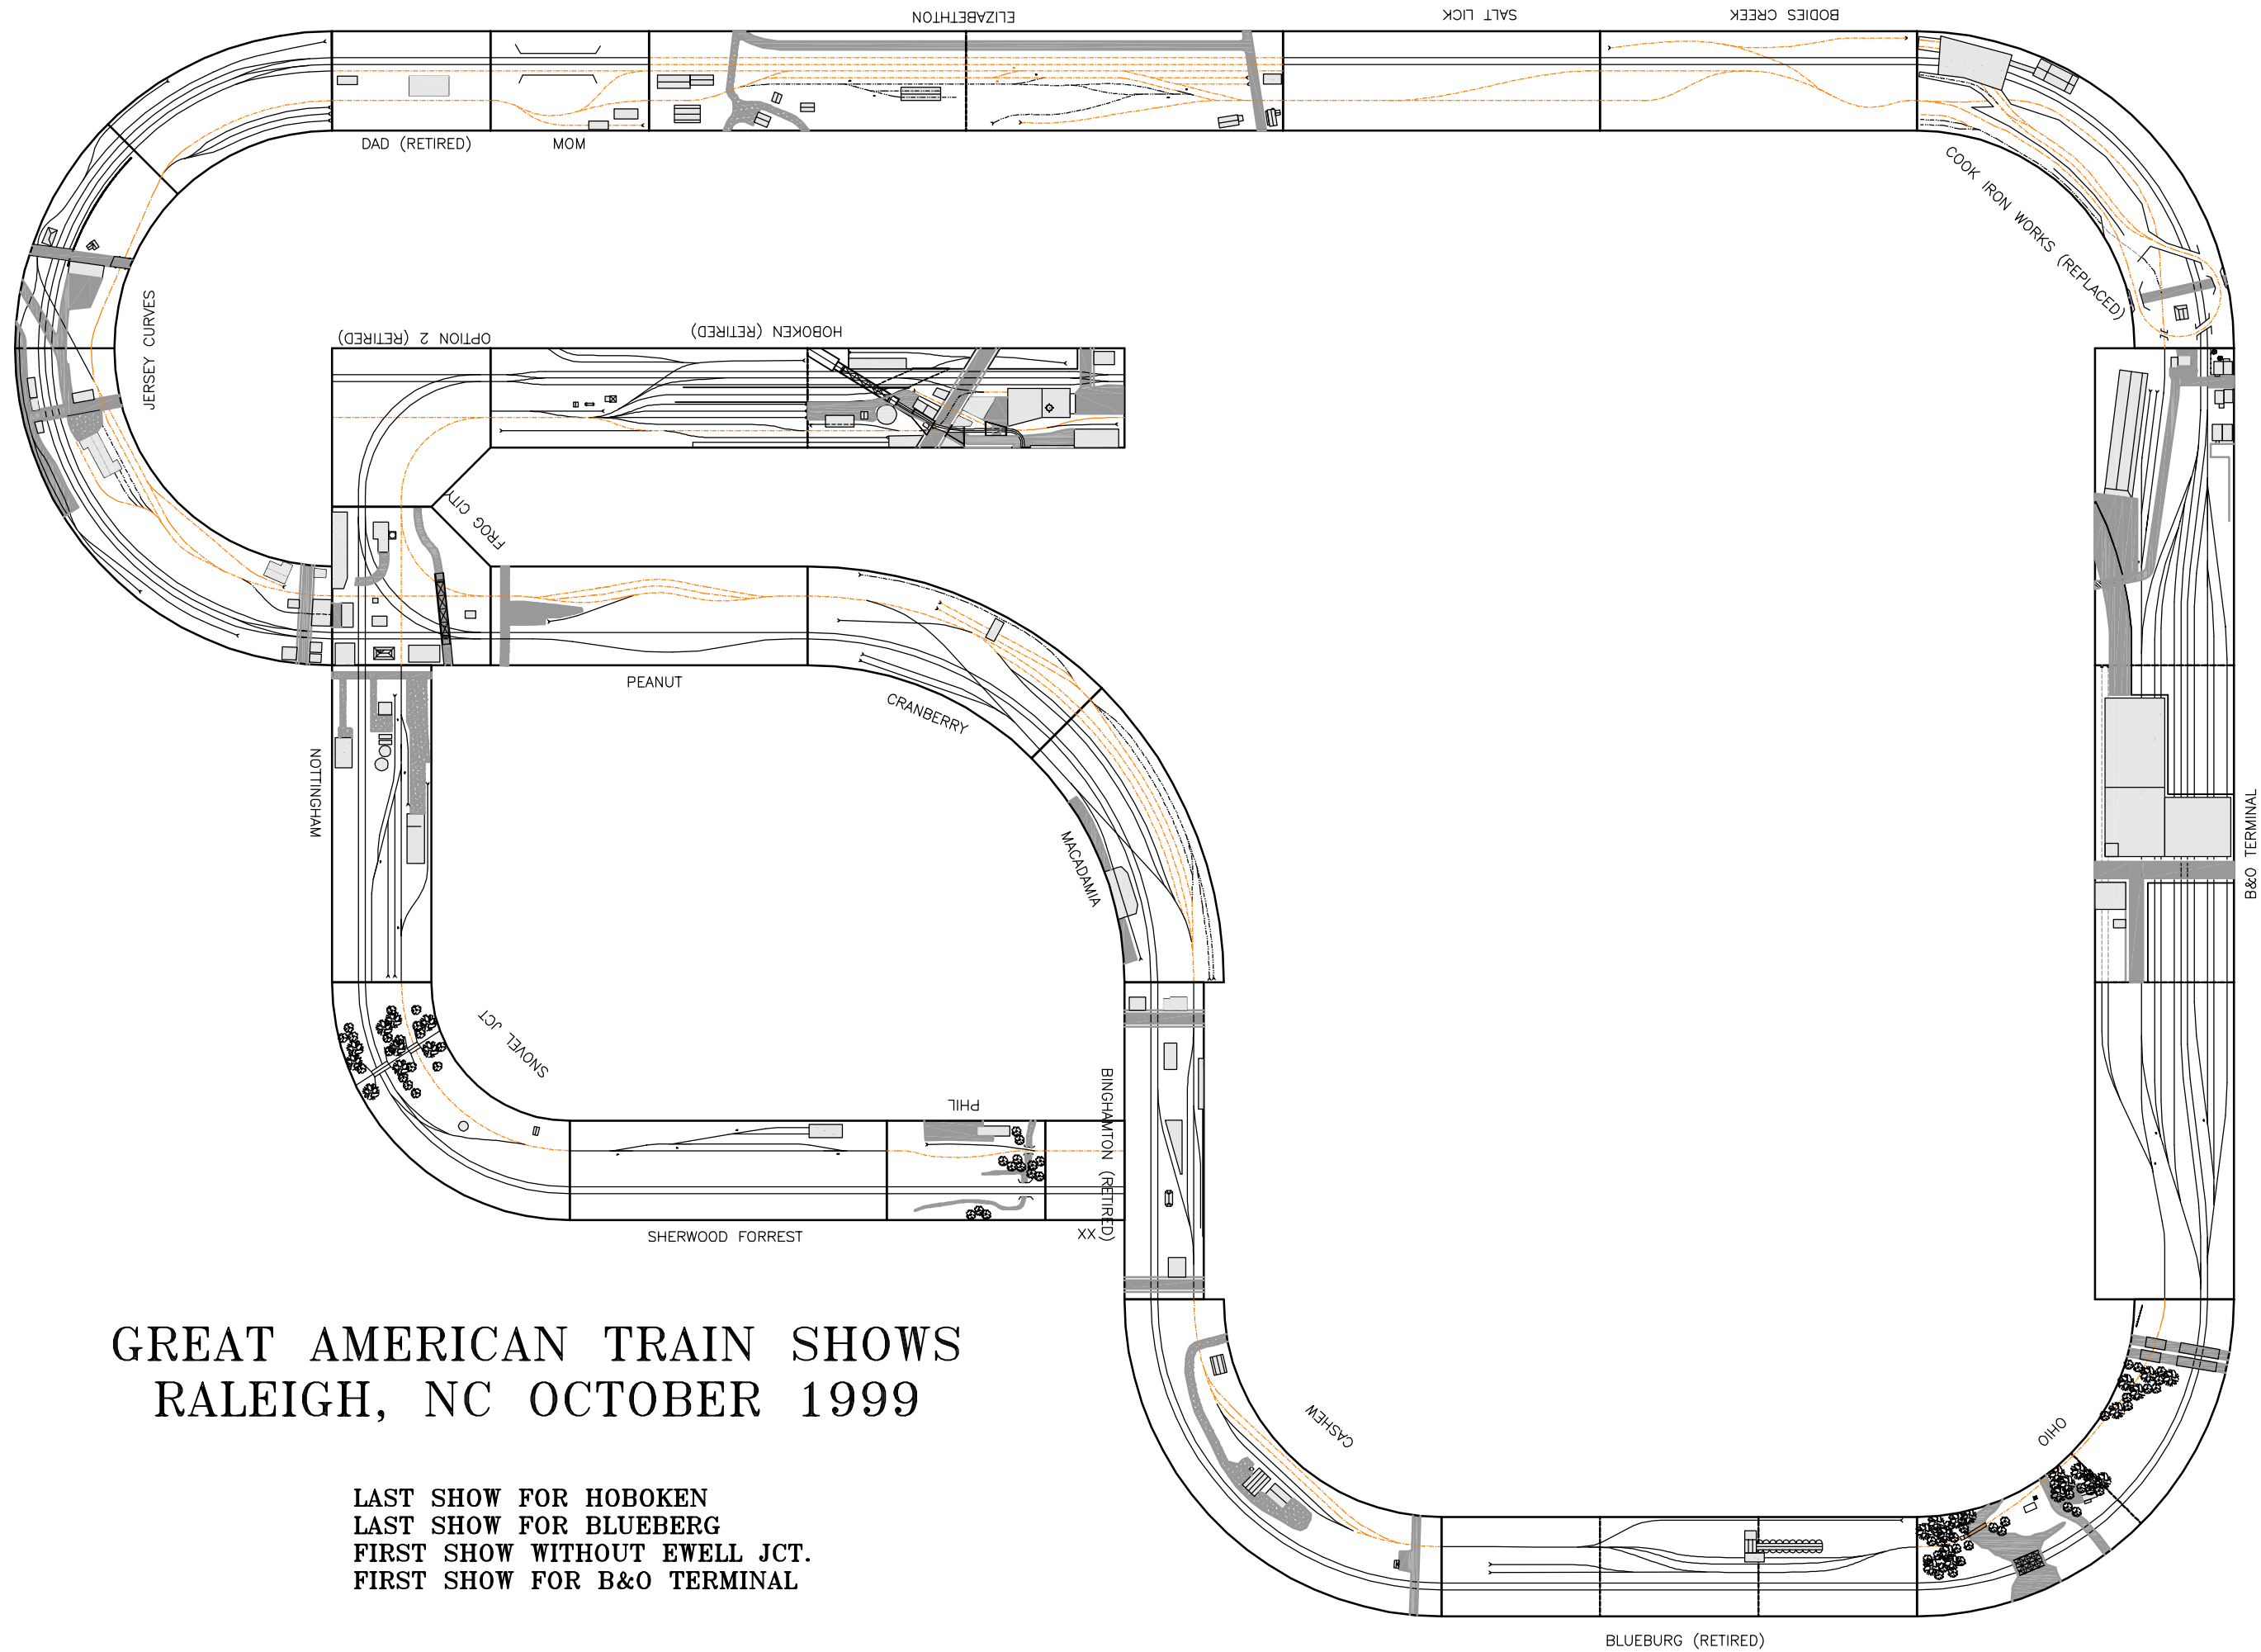 ELIZABETHTON
SALT LICK
BODIES CREEK
DAD (RETIRED)
MOM
COOK IRON WORKS (REPLACED)
JERSEY CURVES
OPTION 2 (RETIRED)
HOBOKEN (RETIRED)
FROG CITY
PEANUT
CRANBERRY
NOTTINGHAM
MACADAMIA
B&O TERMINAL
SNOVEL JCT
PHIL
BINGHAMTON (RETIRED)
SHERWOOD FORREST
XX
GREAT AMERICAN TRAIN SHOWS
RALEIGH, NC OCTOBER 1999
CASHEW
OHIO
LAST SHOW FOR HOBOKEN
LAST SHOW FOR BLUEBERG
FIRST SHOW WITHOUT EWELL JCT.
FIRST SHOW FOR B&O TERMINAL
BLUEBURG (RETIRED)